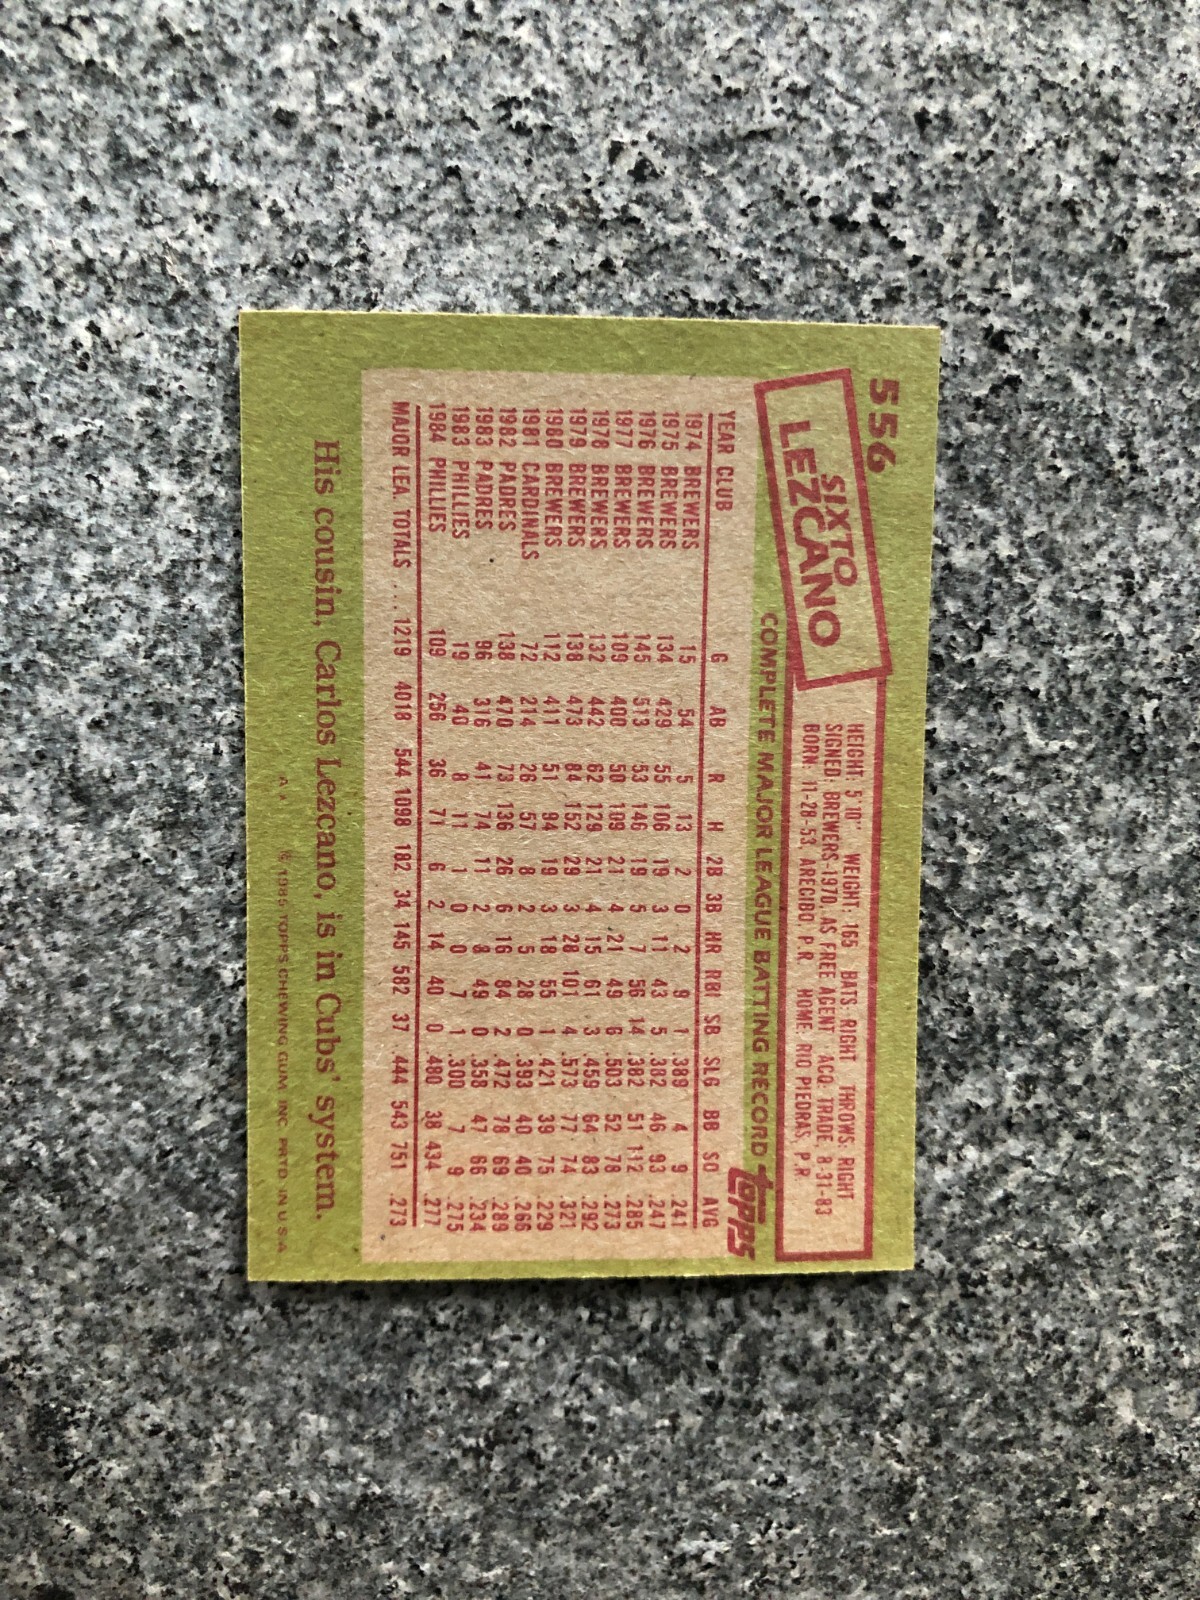 556
SIXTO
LEZCANO
HEIGHT: 5'10" WEIGHT: 165 BATS: RIGHT THROWS: RIGHT
SIGNED: BREWERS-1970, AS FREE AGENT ACQ: TRADE, 8-31-83
BORN: 11-28-53, ARECIBO, P.R. HOME: RIO PIEDRAS, P.R.
COMPLETE MAJOR LEAGUE BATTING RECORD topps
YEAR CLUB G AB R H 2B 3B HR RBI SB SLG BB SO AVG
1974 BREWERS 15 54 5 13 2 0 2 9 1 .389 4 9 .241
1975 BREWERS 134 429 55 106 19 3 11 43 5 .382 46 93 .247
1976 BREWERS 145 513 53 146 19 5 7 56 14 .382 51 112 .285
1977 BREWERS 109 400 50 109 21 4 21 49 6 .503 52 78 .273
1978 BREWERS 132 442 62 129 21 4 15 61 3 .459 64 83 .292
1979 BREWERS 138 473 84 152 29 3 28 101 4 .573 77 74 .321
1980 BREWERS 112 411 51 94 19 3 18 55 1 .421 39 75 .229
1981 CARDINALS 72 214 26 57 8 2 5 28 0 .393 40 40 .266
1982 PADRES 138 470 73 136 26 6 16 84 2 .472 78 69 .289
1983 PADRES 96 316 41 74 11 2 8 49 0 .358 47 66 .234
1983 PHILLIES 19 40 8 11 1 0 0 7 1 .300 7 9 .275
1984 PHILLIES 109 256 36 71 6 2 14 40 0 .480 38 434 .277
MAJOR LEA. TOTALS ... 1219 4018 544 1098 182 34 145 582 37 .444 543 751 .273
His cousin, Carlos Lezcano, is in Cubs' system.
A* © 1985 TOPPS CHEWING GUM, INC. PRTD. IN U.S.A.